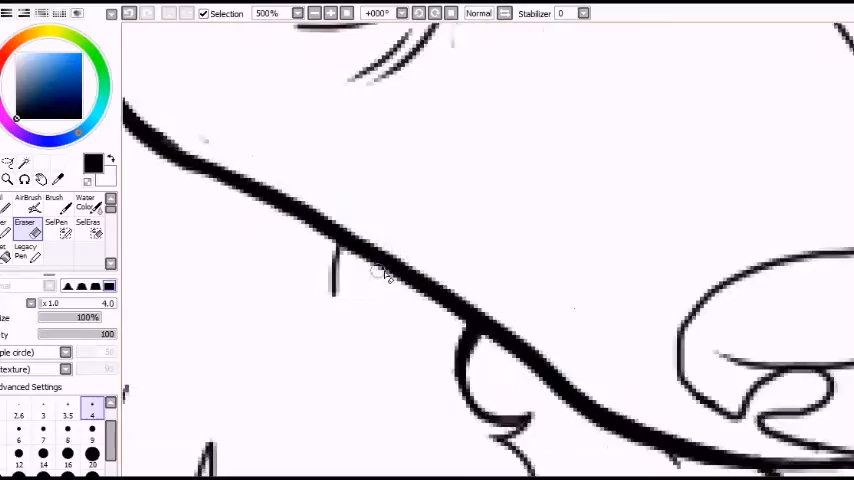 Selection 500% +000° Normal Stabilizer 0
AirBrush Brush Water Color
Eraser SelPen SelEras
Legacy Pen
x 1.0 4.0
100%
100
ple circle) 50
texture)
dvanced Settings
2.6 3 3.5 4
6 7 8 9
12 14 16 20